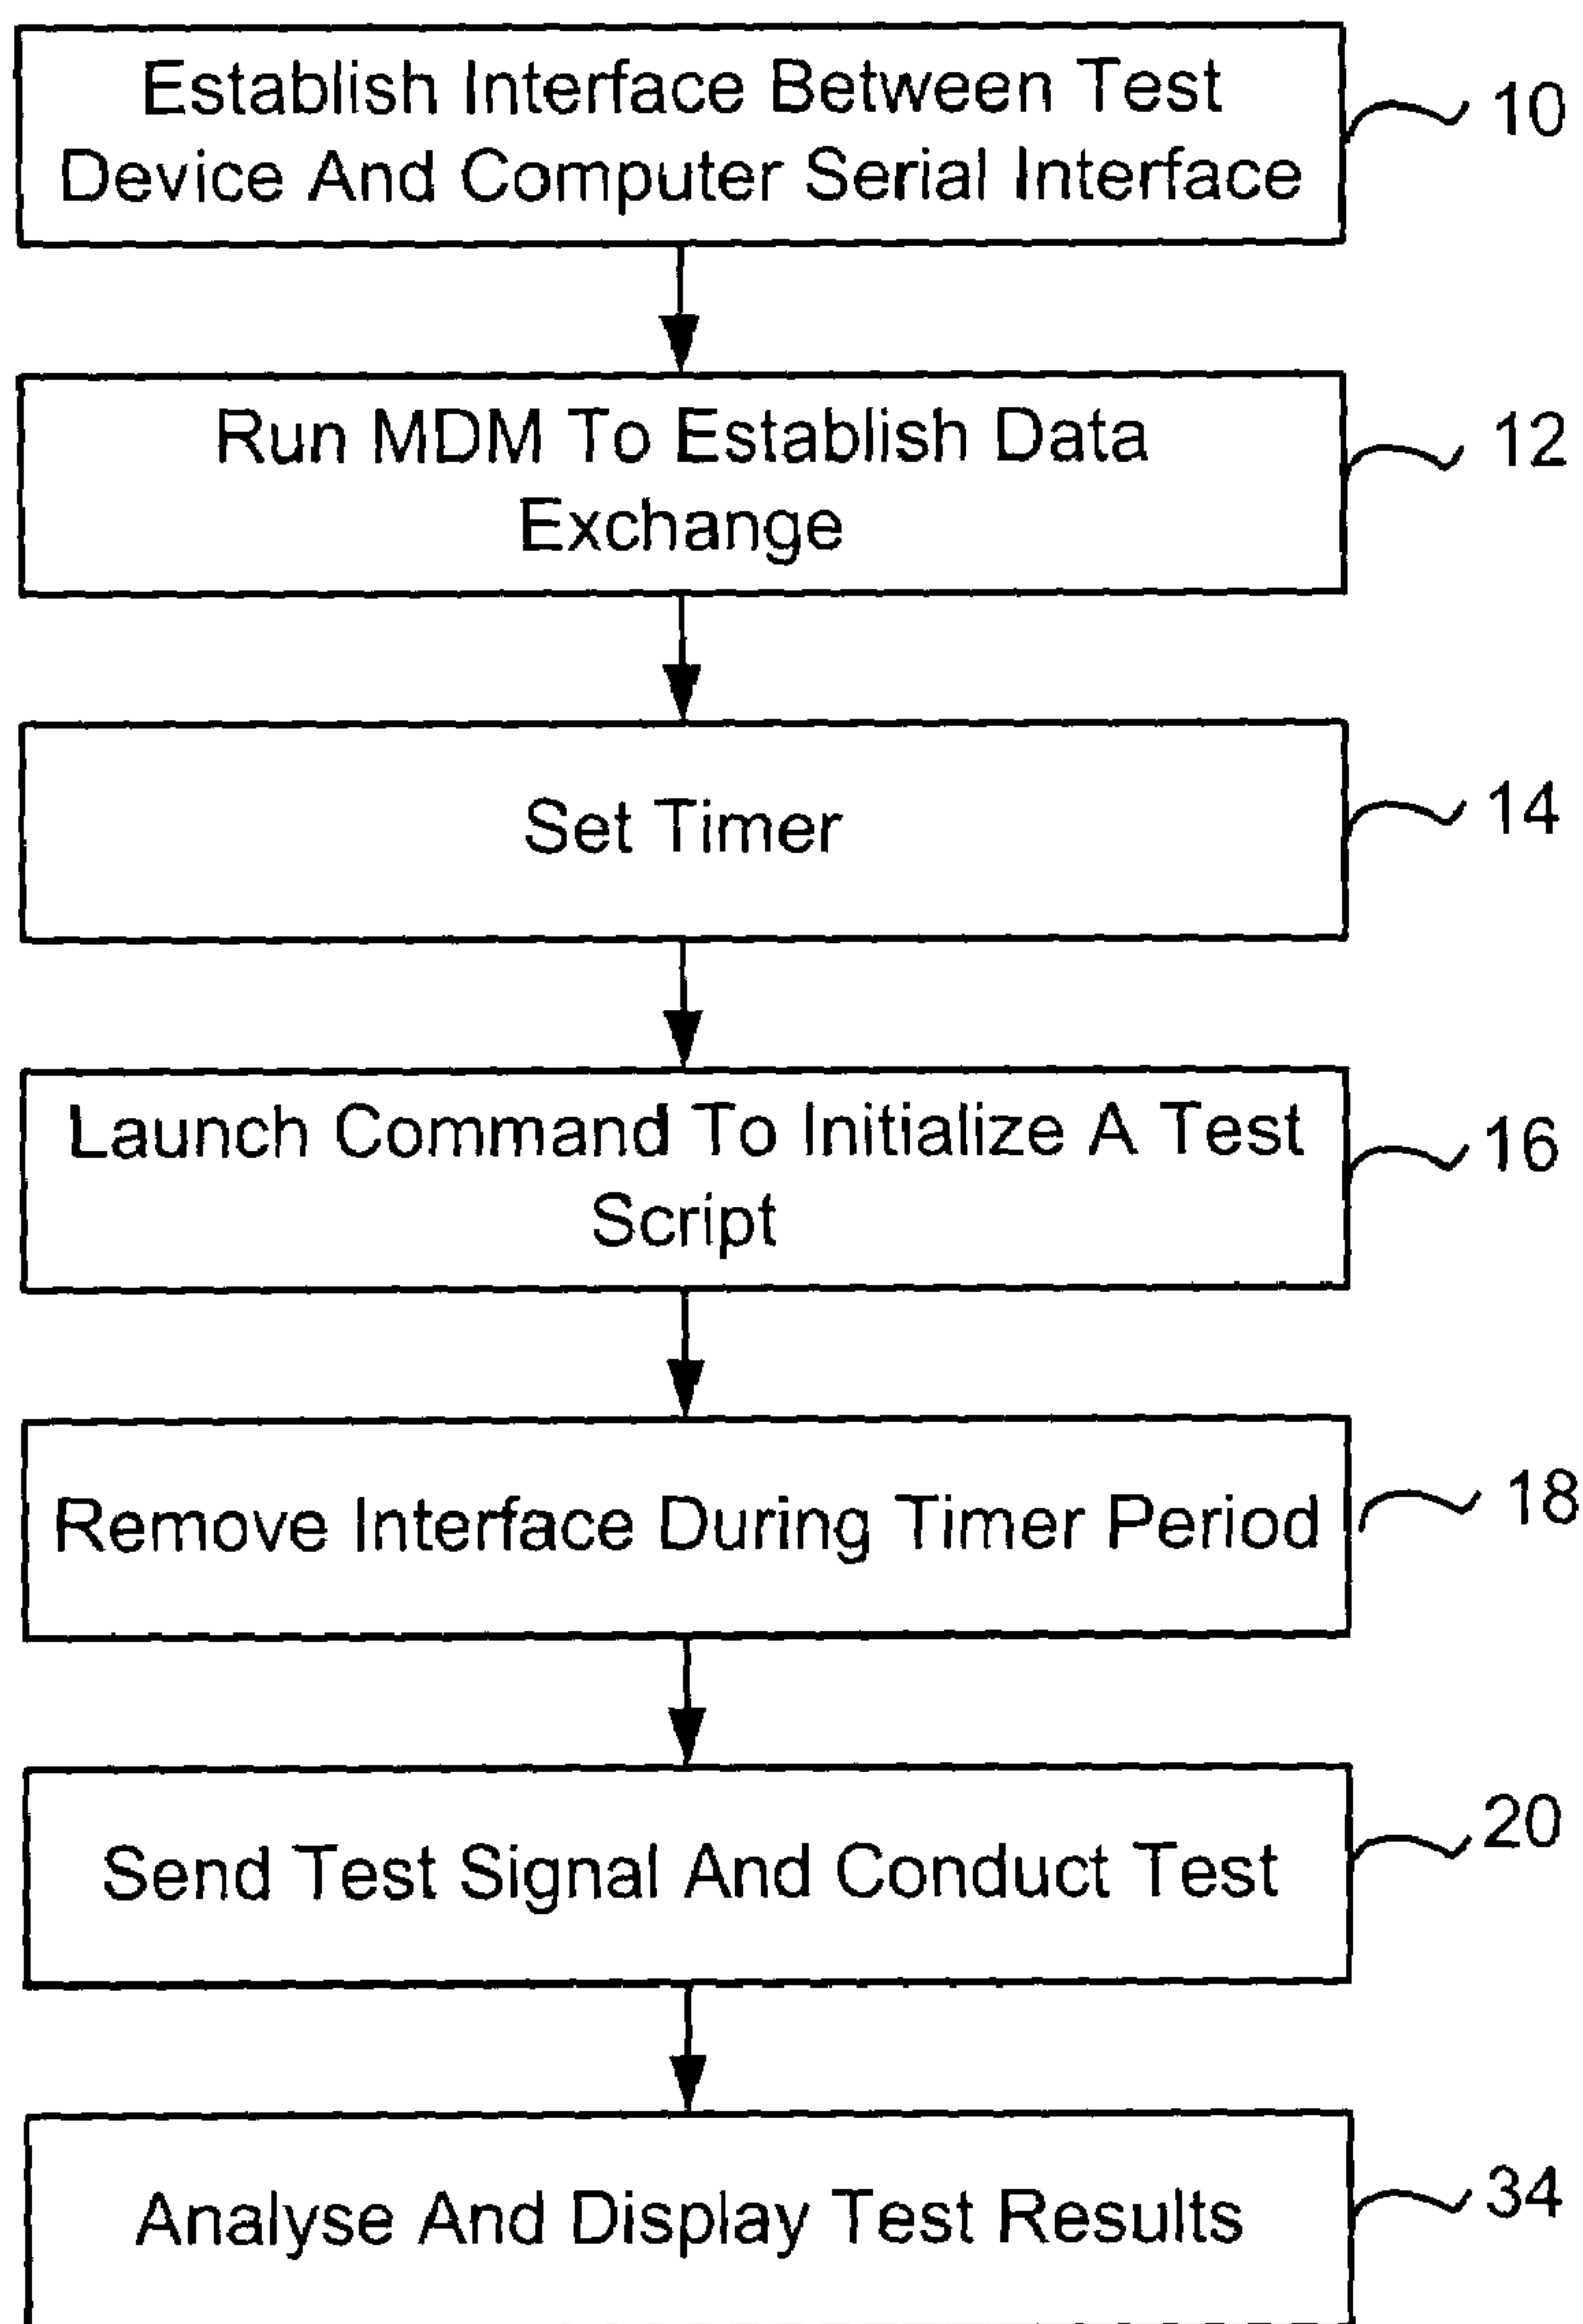 Establish Interface Between Test
Device And Computer Serial Interface
10
Run MDM To Establish Data
Exchange
12
Set Timer
14
Launch Command To Initialize A Test
Script
16
Remove Interface During Timer Period
18
Send Test Signal And Conduct Test
20
Analyse And Display Test Results
34